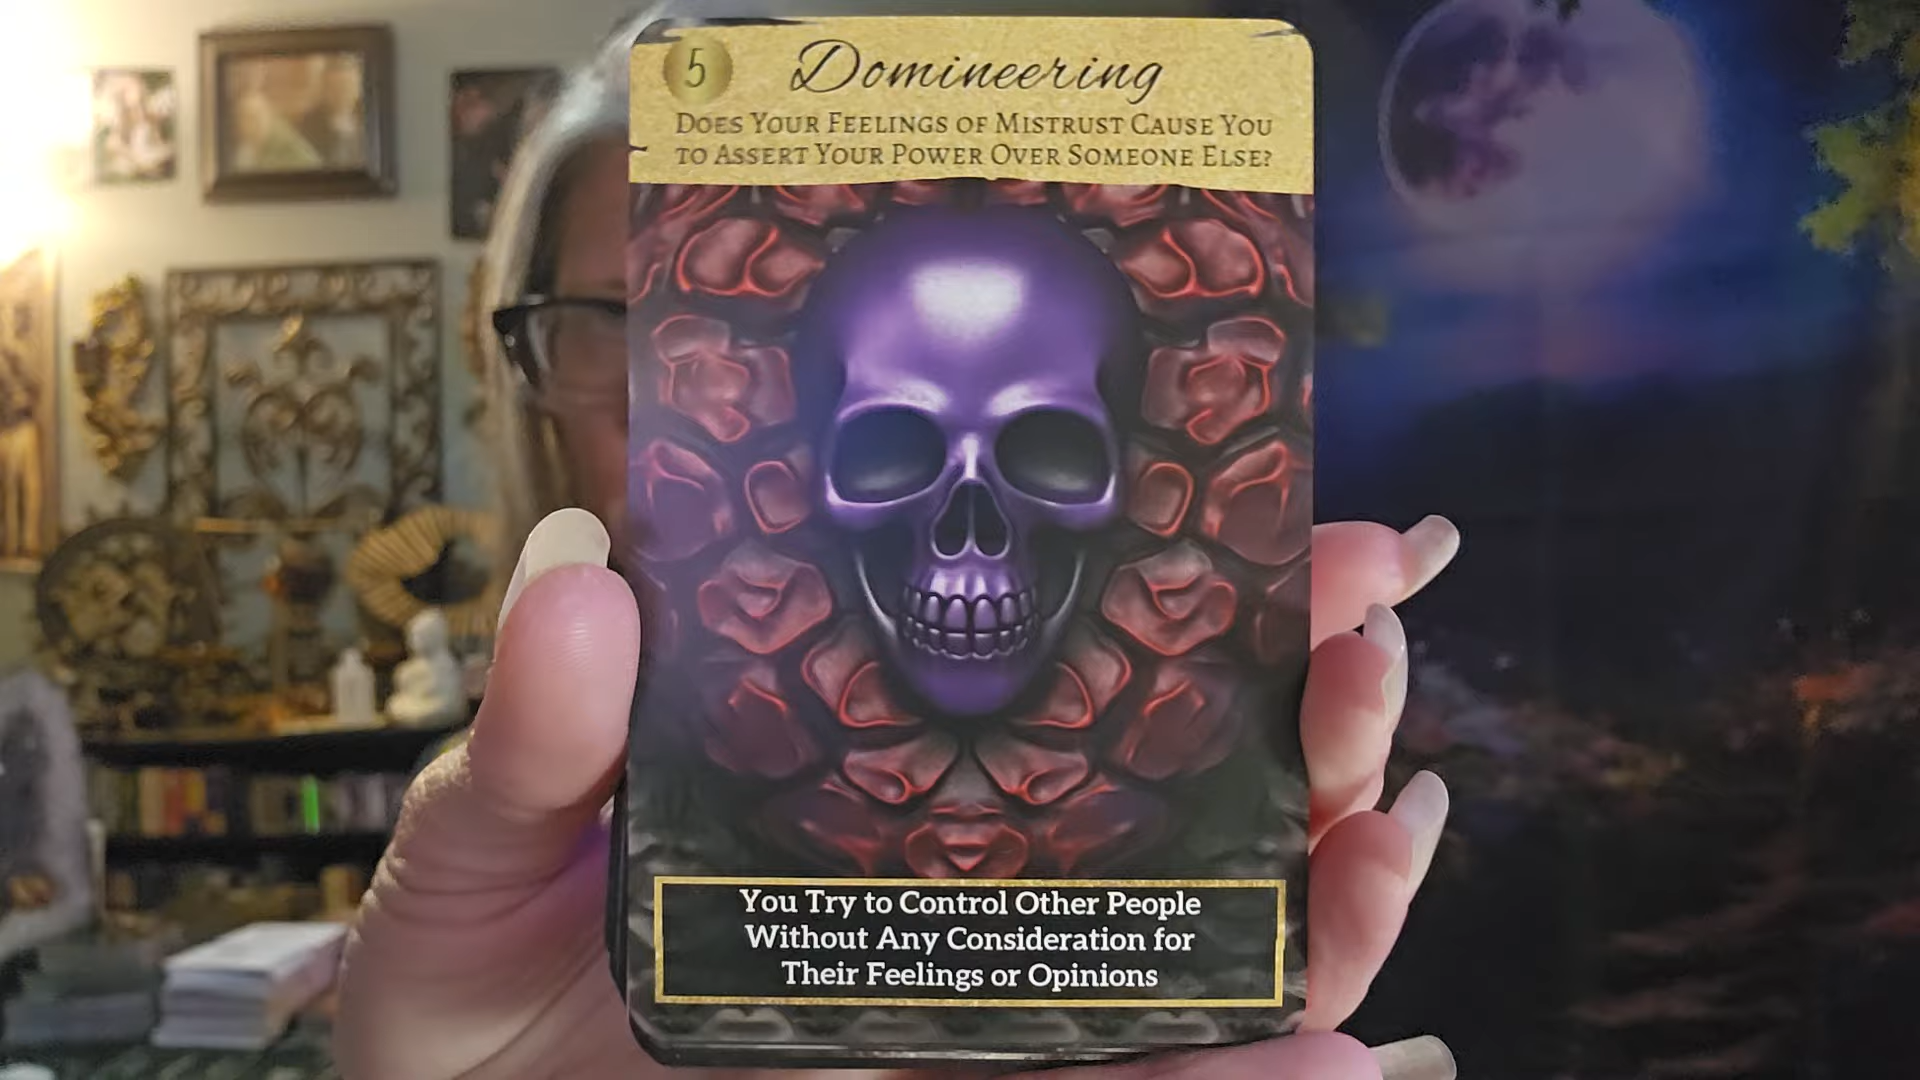 5
Domineering
Does Your Feelings of Mistrust Cause You
to Assert Your Power Over Someone Else?
You Try to Control Other People
Without Any Consideration for
Their Feelings or Opinions